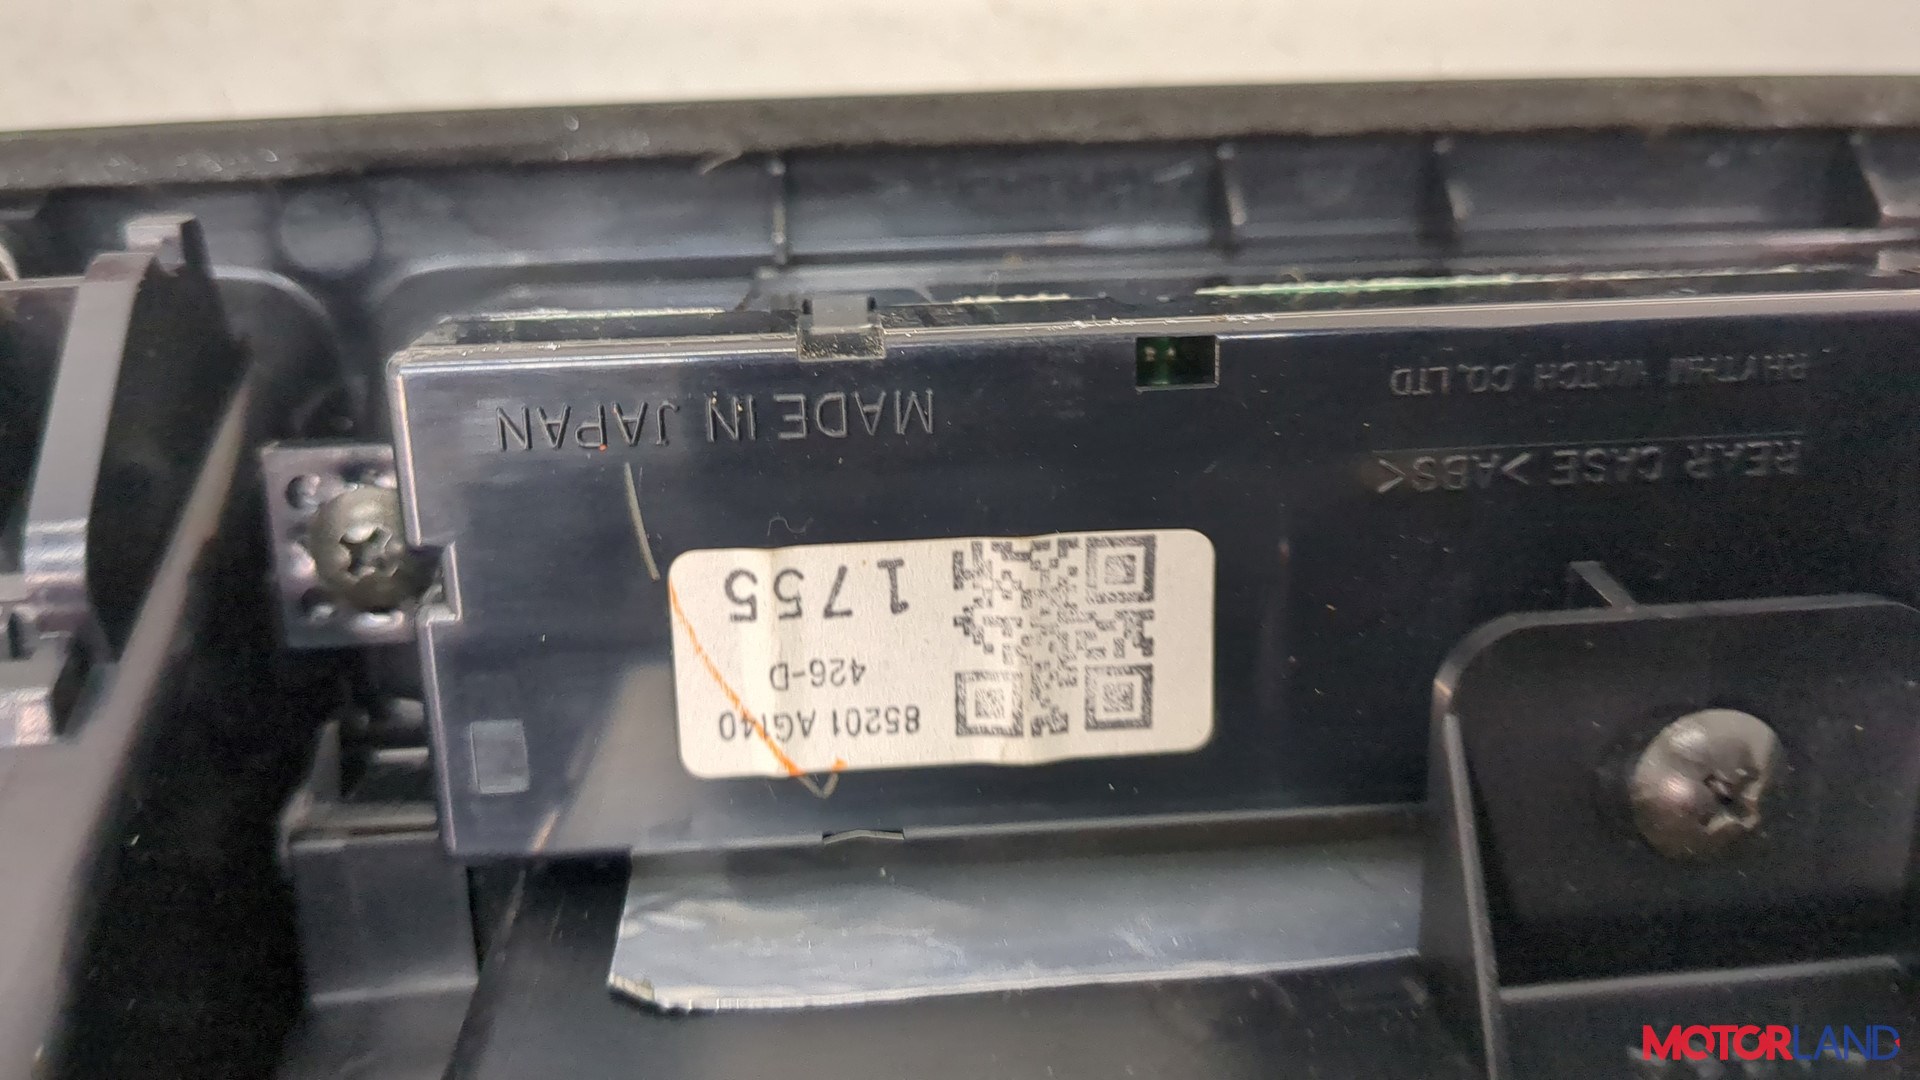 85201 AG140
426-D
1755
REAR CASE >ABS<
RHYTHM WATCH CO.,LTD
MADE IN JAPAN
MOTORLAND